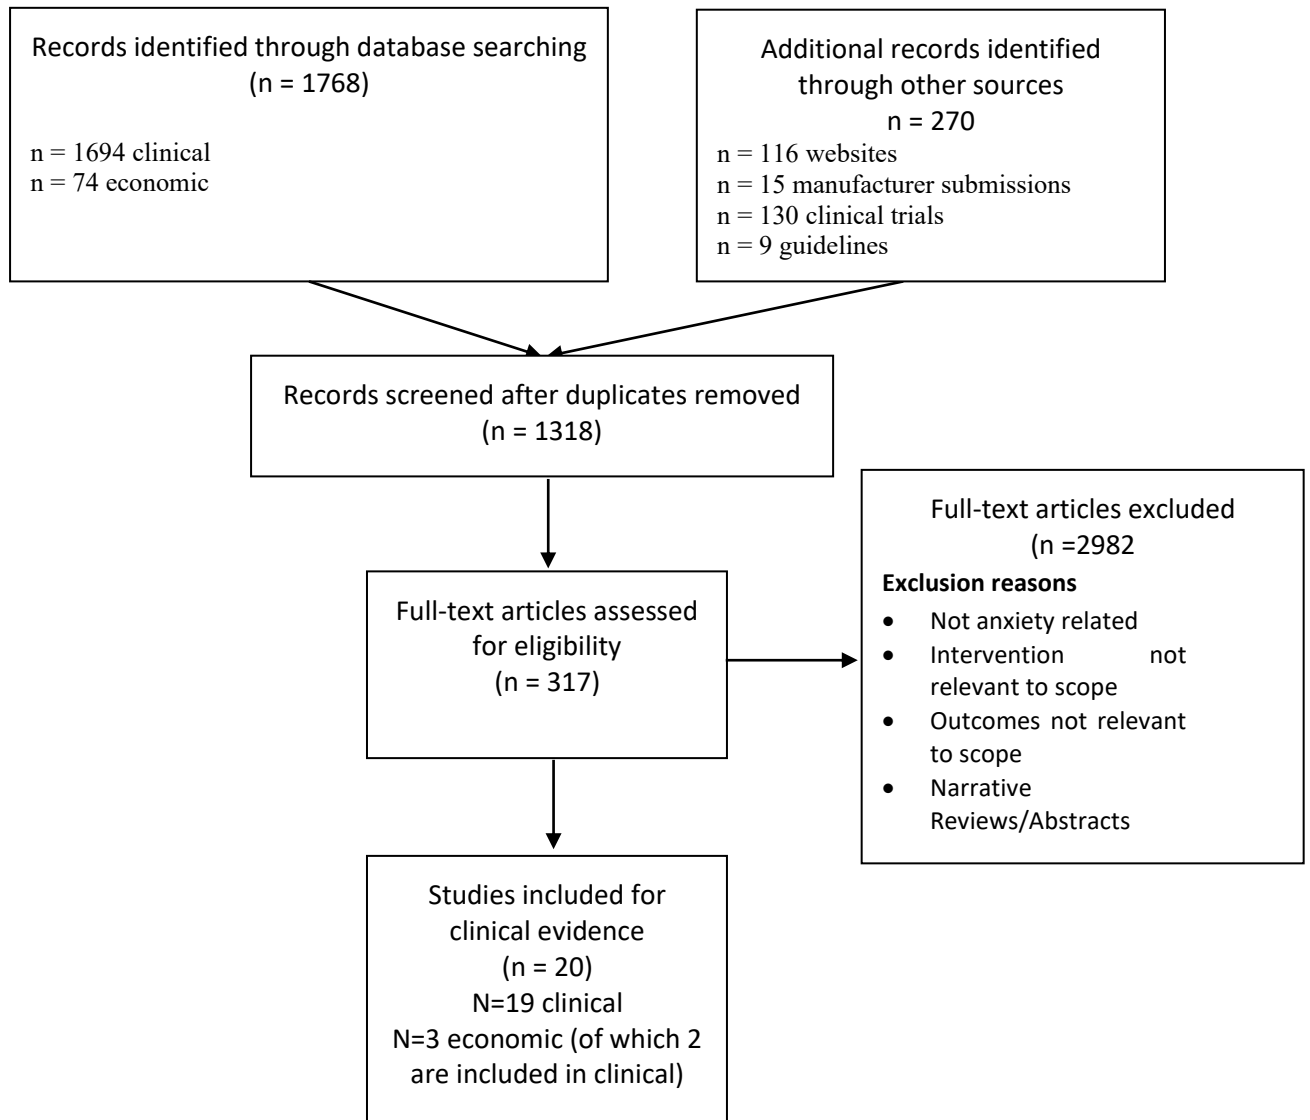 Records identified through database searching
(n = 1768)
n = 1694 clinical
n = 74 economic
Additional records identified
through other sources
n = 270
n = 116 websites
n = 15 manufacturer submissions
n = 130 clinical trials
n = 9 guidelines
Records screened after duplicates removed
(n = 1318)
Full-text articles assessed
for eligibility
(n = 317)
Full-text articles excluded
(n =2982
Exclusion reasons
• Not anxiety related
• Intervention not
relevant to scope
• Outcomes not relevant
to scope
• Narrative
Reviews/Abstracts
Studies included for
clinical evidence
(n = 20)
N=19 clinical
N=3 economic (of which 2
are included in clinical)